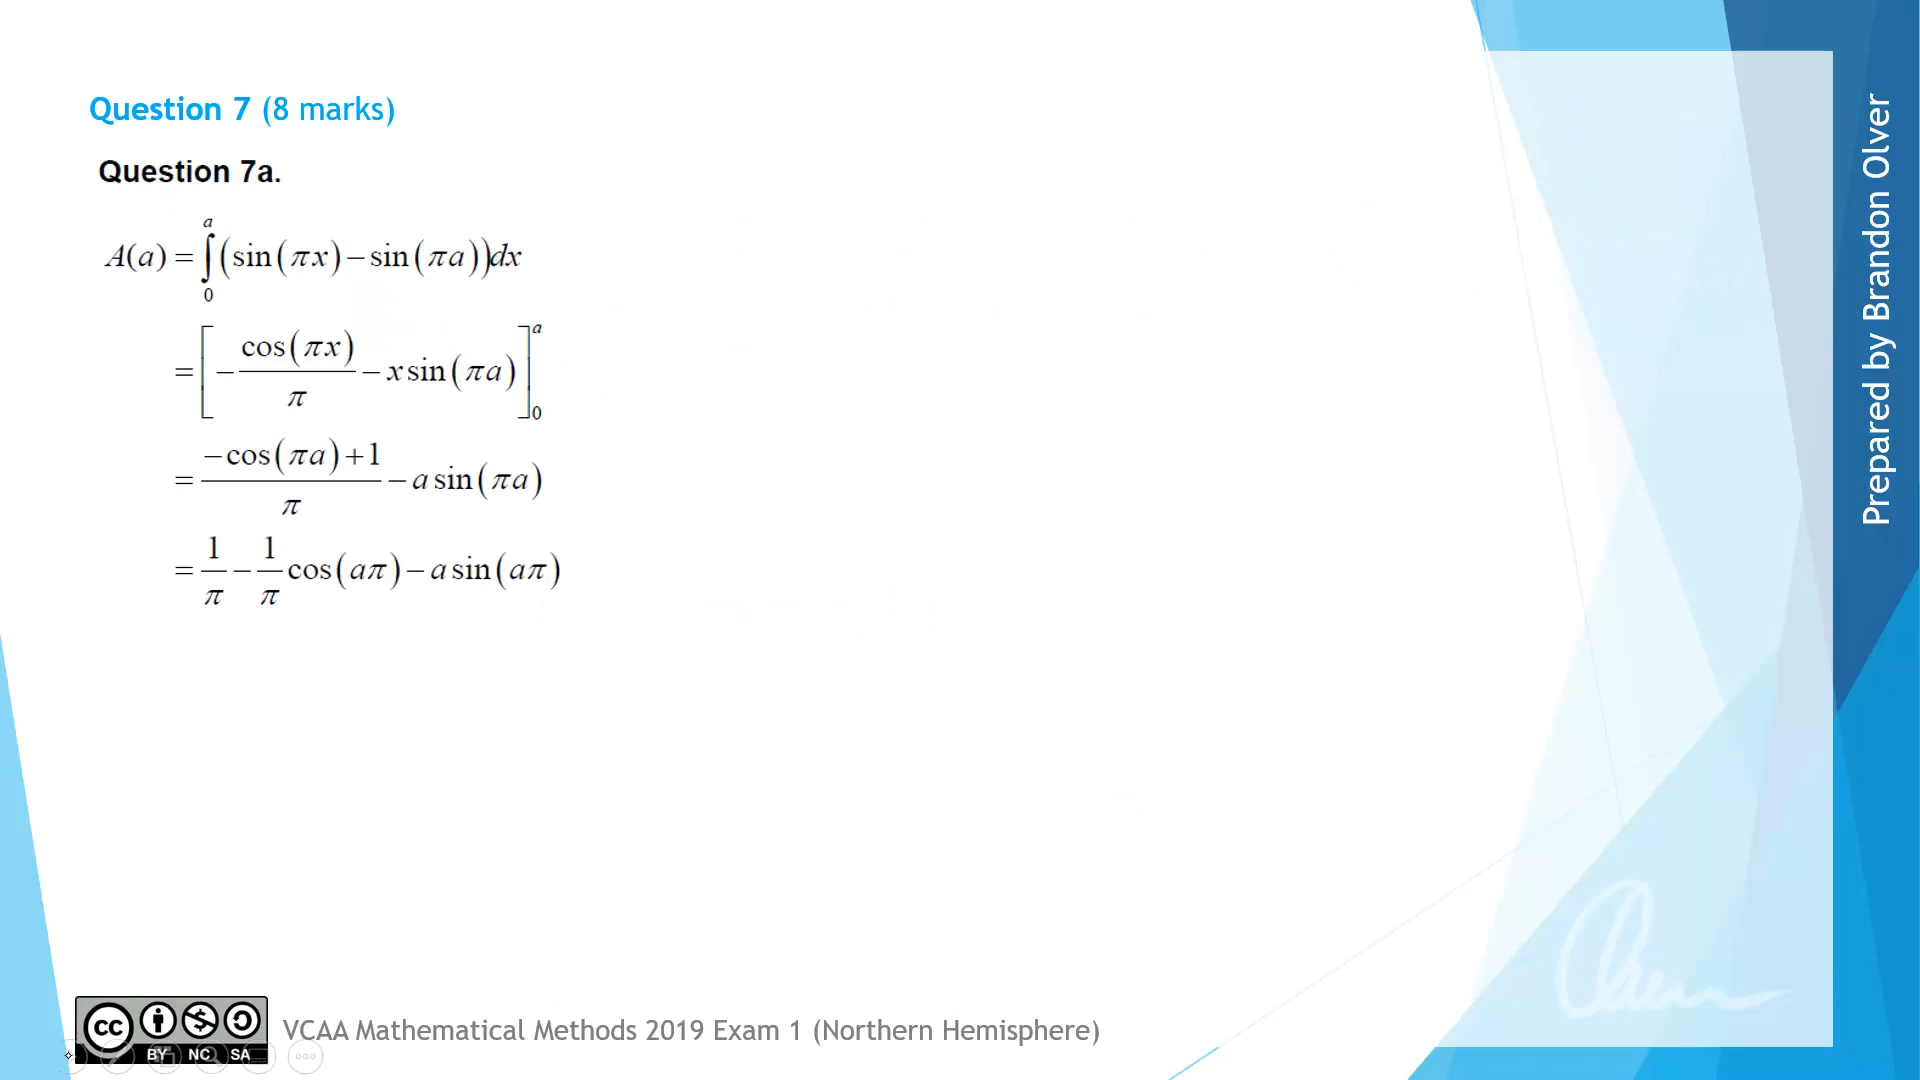 Question 7 (8 marks)
Question 7a.
A(a) = ∫₀ᵃ (sin(πx) − sin(πa))dx
= [−cos(πx)/π − x sin(πa)]₀ᵃ
= (−cos(πa)+1)/π − a sin(πa)
= 1/π − 1/π cos(aπ) − a sin(aπ)
Prepared by Brandon Olver
cc BY NC SA
VCAA Mathematical Methods 2019 Exam 1 (Northern Hemisphere)